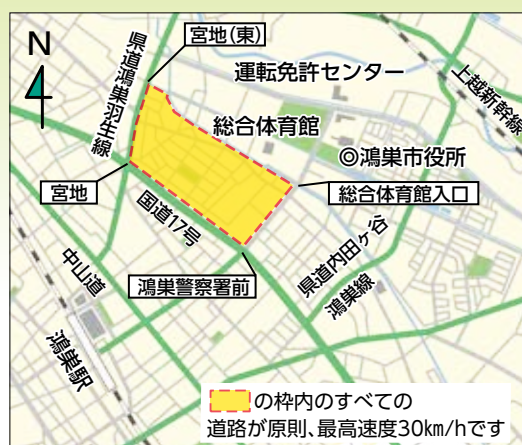 N
宮地(東)
県道鴻巣羽生線
運転免許センター
上越新幹線
総合体育館
◎鴻巣市役所
宮地
総合体育館入口
国道17号
中山道
県道内田ヶ谷
鴻巣線
鴻巣警察署前
鴻巣駅
の枠内のすべての
道路が原則、最高速度30km/hです